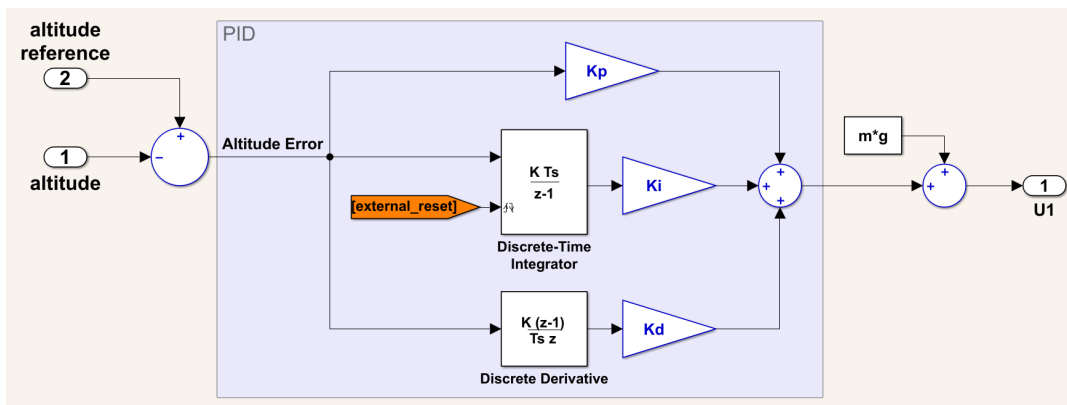 altitude
reference
2
+
1
−
altitude
PID
Altitude Error
Kp
[external_reset]
K Ts
z-1
Discrete-Time
Integrator
Ki
K (z-1)
Ts z
Discrete Derivative
Kd
+
+
+
m*g
+
+
1
U1